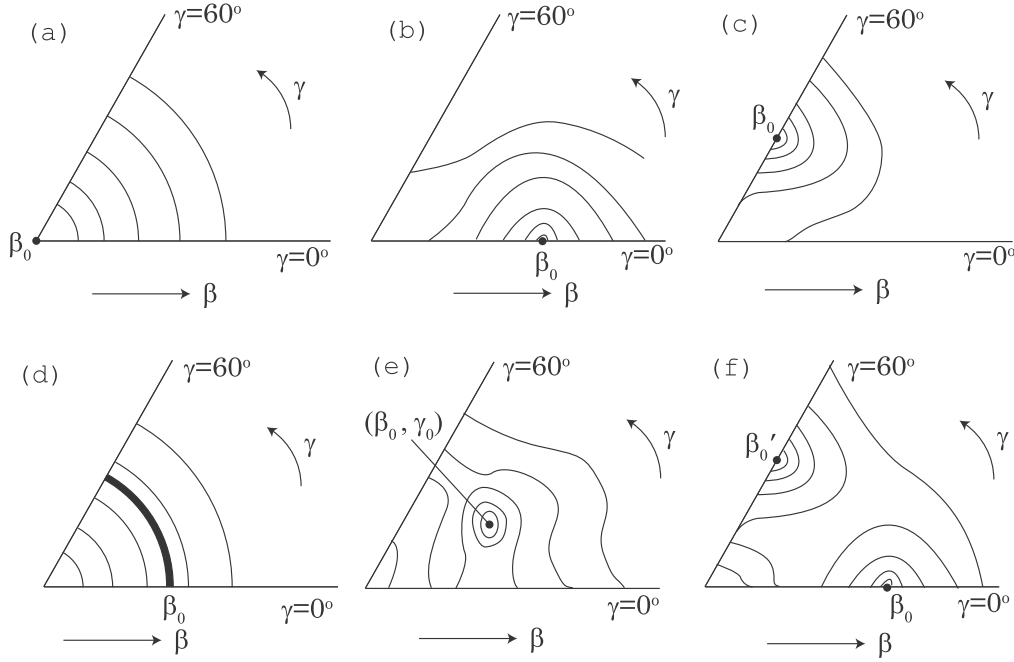 (a)
γ=60°
γ
β₀
γ=0°
β
(b)
γ=60°
γ
β₀
γ=0°
β
(c)
γ=60°
γ
β₀
γ=0°
β
(d)
γ=60°
γ
β₀
γ=0°
β
(e)
γ=60°
(β₀, γ₀)
γ
γ=0°
β
(f)
γ=60°
γ
β₀′
β₀
γ=0°
β